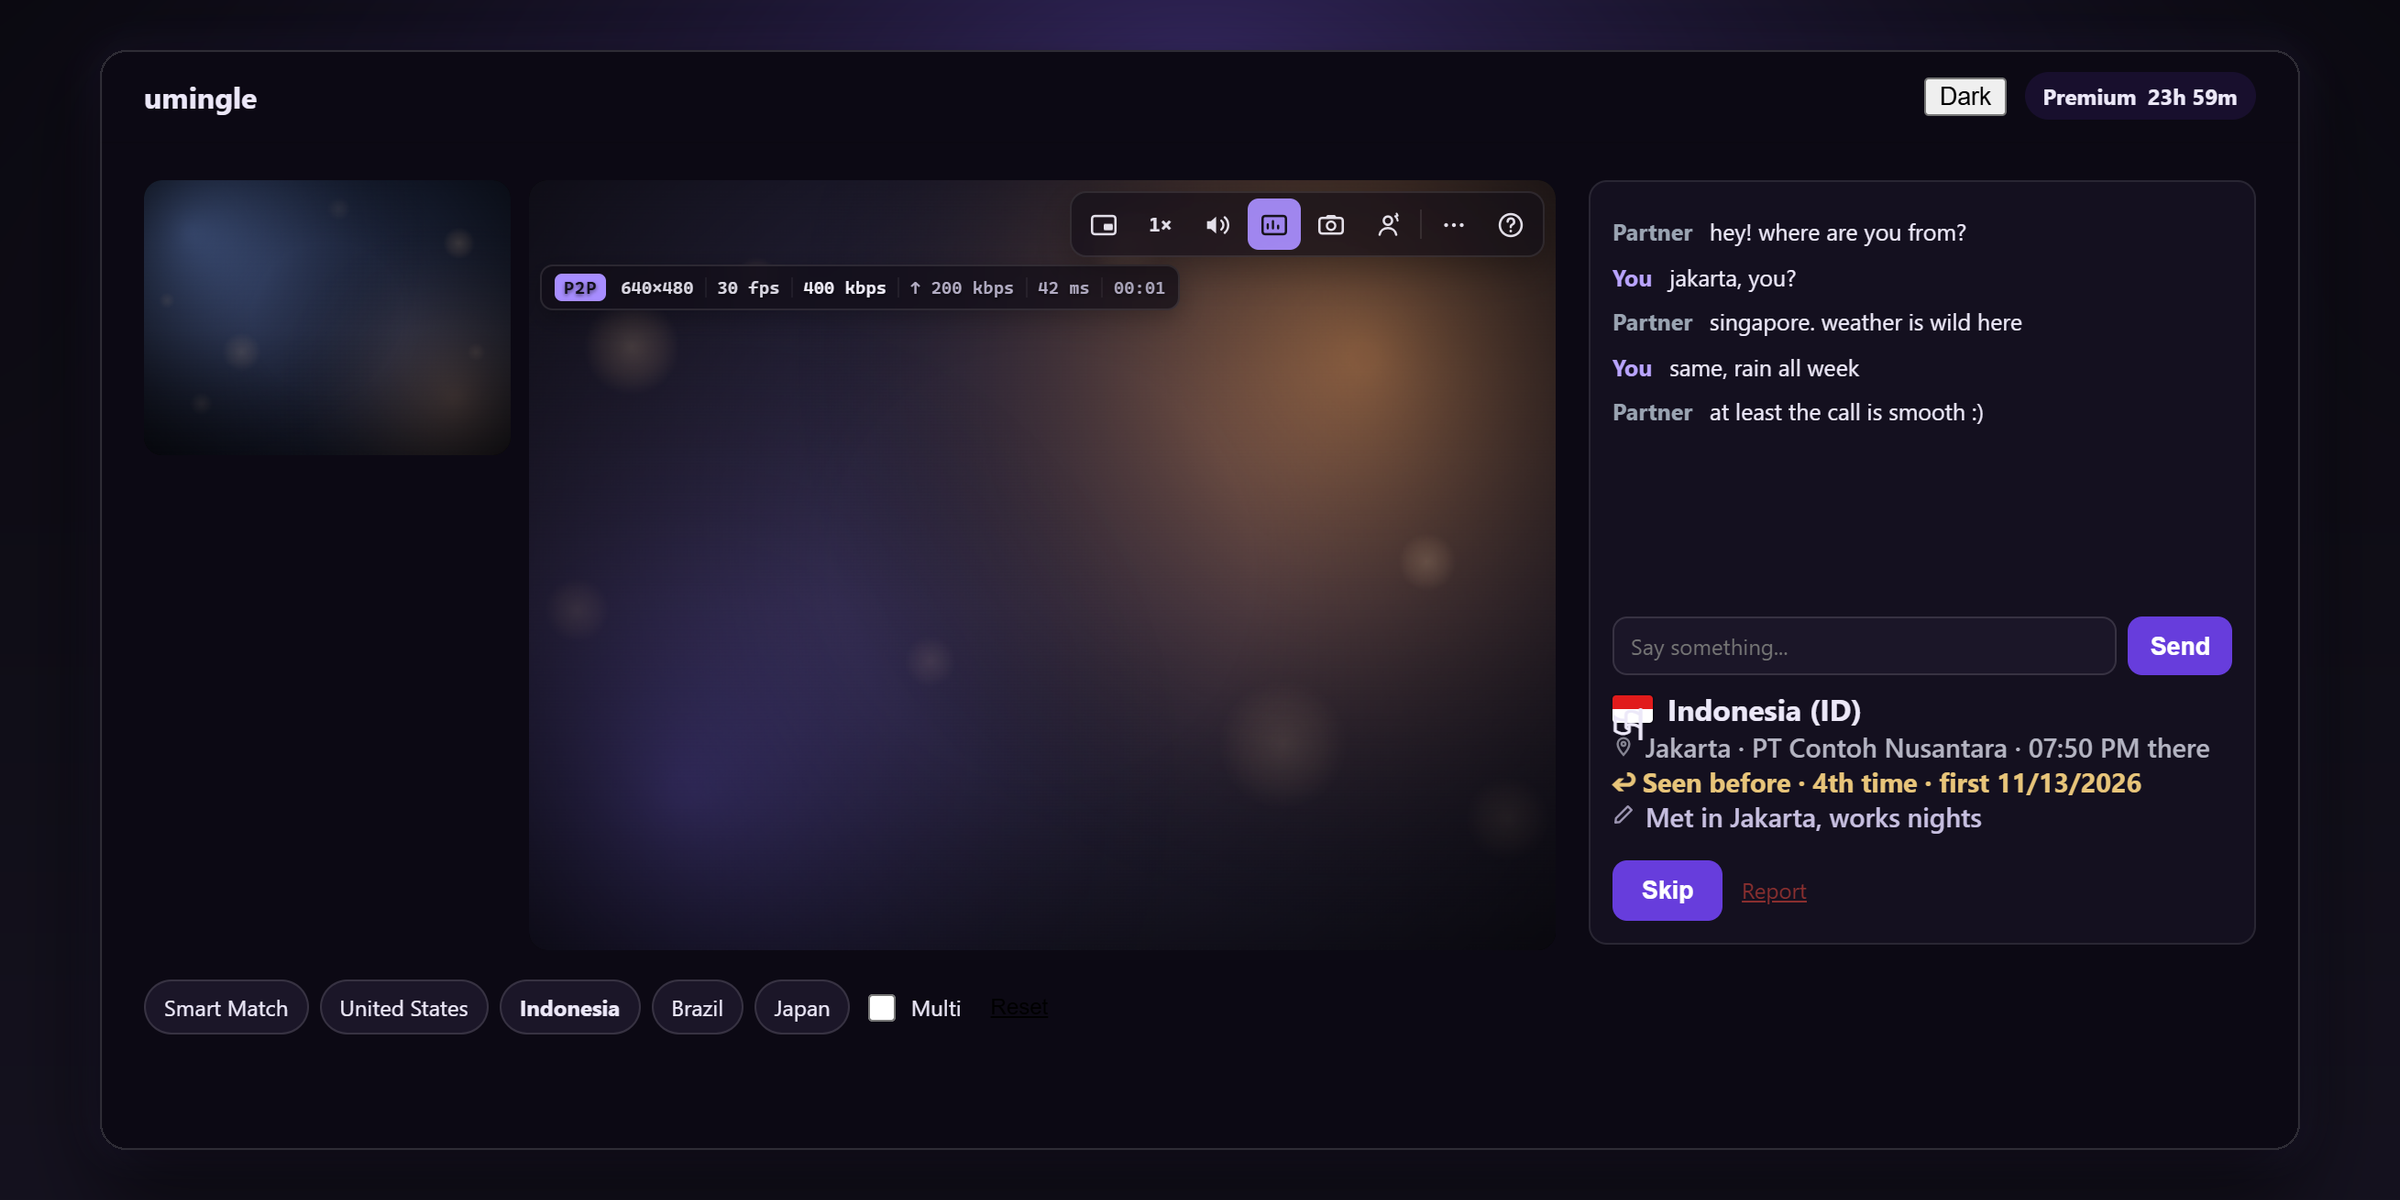 umingle
Dark
Premium 23h 59m
1×
P2P 640×480 30 fps 400 kbps ↑ 200 kbps 42 ms 00:01
Partner hey! where are you from?
You jakarta, you?
Partner singapore. weather is wild here
You same, rain all week
Partner at least the call is smooth :)
Say something...
Send
Indonesia (ID)
Jakarta · PT Contoh Nusantara · 07:50 PM there
↩ Seen before · 4th time · first 11/13/2026
Met in Jakarta, works nights
Skip
Report
Smart Match
United States
Indonesia
Brazil
Japan
Multi
Reset